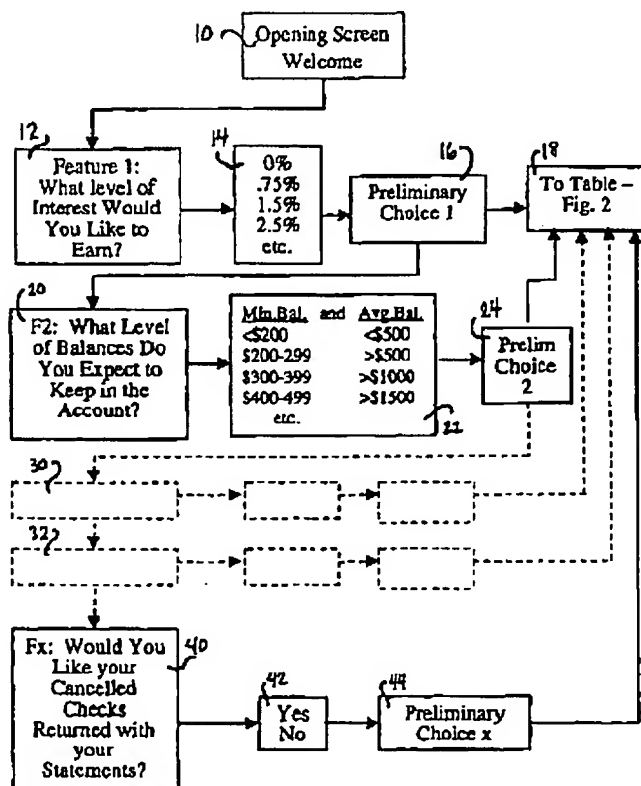 10
Opening Screen
Welcome
12
Feature 1:
What level of
Interest Would
You Like to
Earn?
14
0%
.75%
1.5%
2.5%
etc.
16
Preliminary
Choice 1
18
To Table –
Fig. 2
20
F2: What Level
of Balances Do
You Expect to
Keep in the
Account?
Min.Bal. and Avg.Bal.
<$200 <$500
$200-299 >$500
$300-399 >$1000
$400-499 >$1500
etc.
22
24
Prelim
Choice
2
30
32
Fx: Would You
Like your
Cancelled
Checks
Returned with
your
Statements?
40
42
Yes
No
44
Preliminary
Choice x